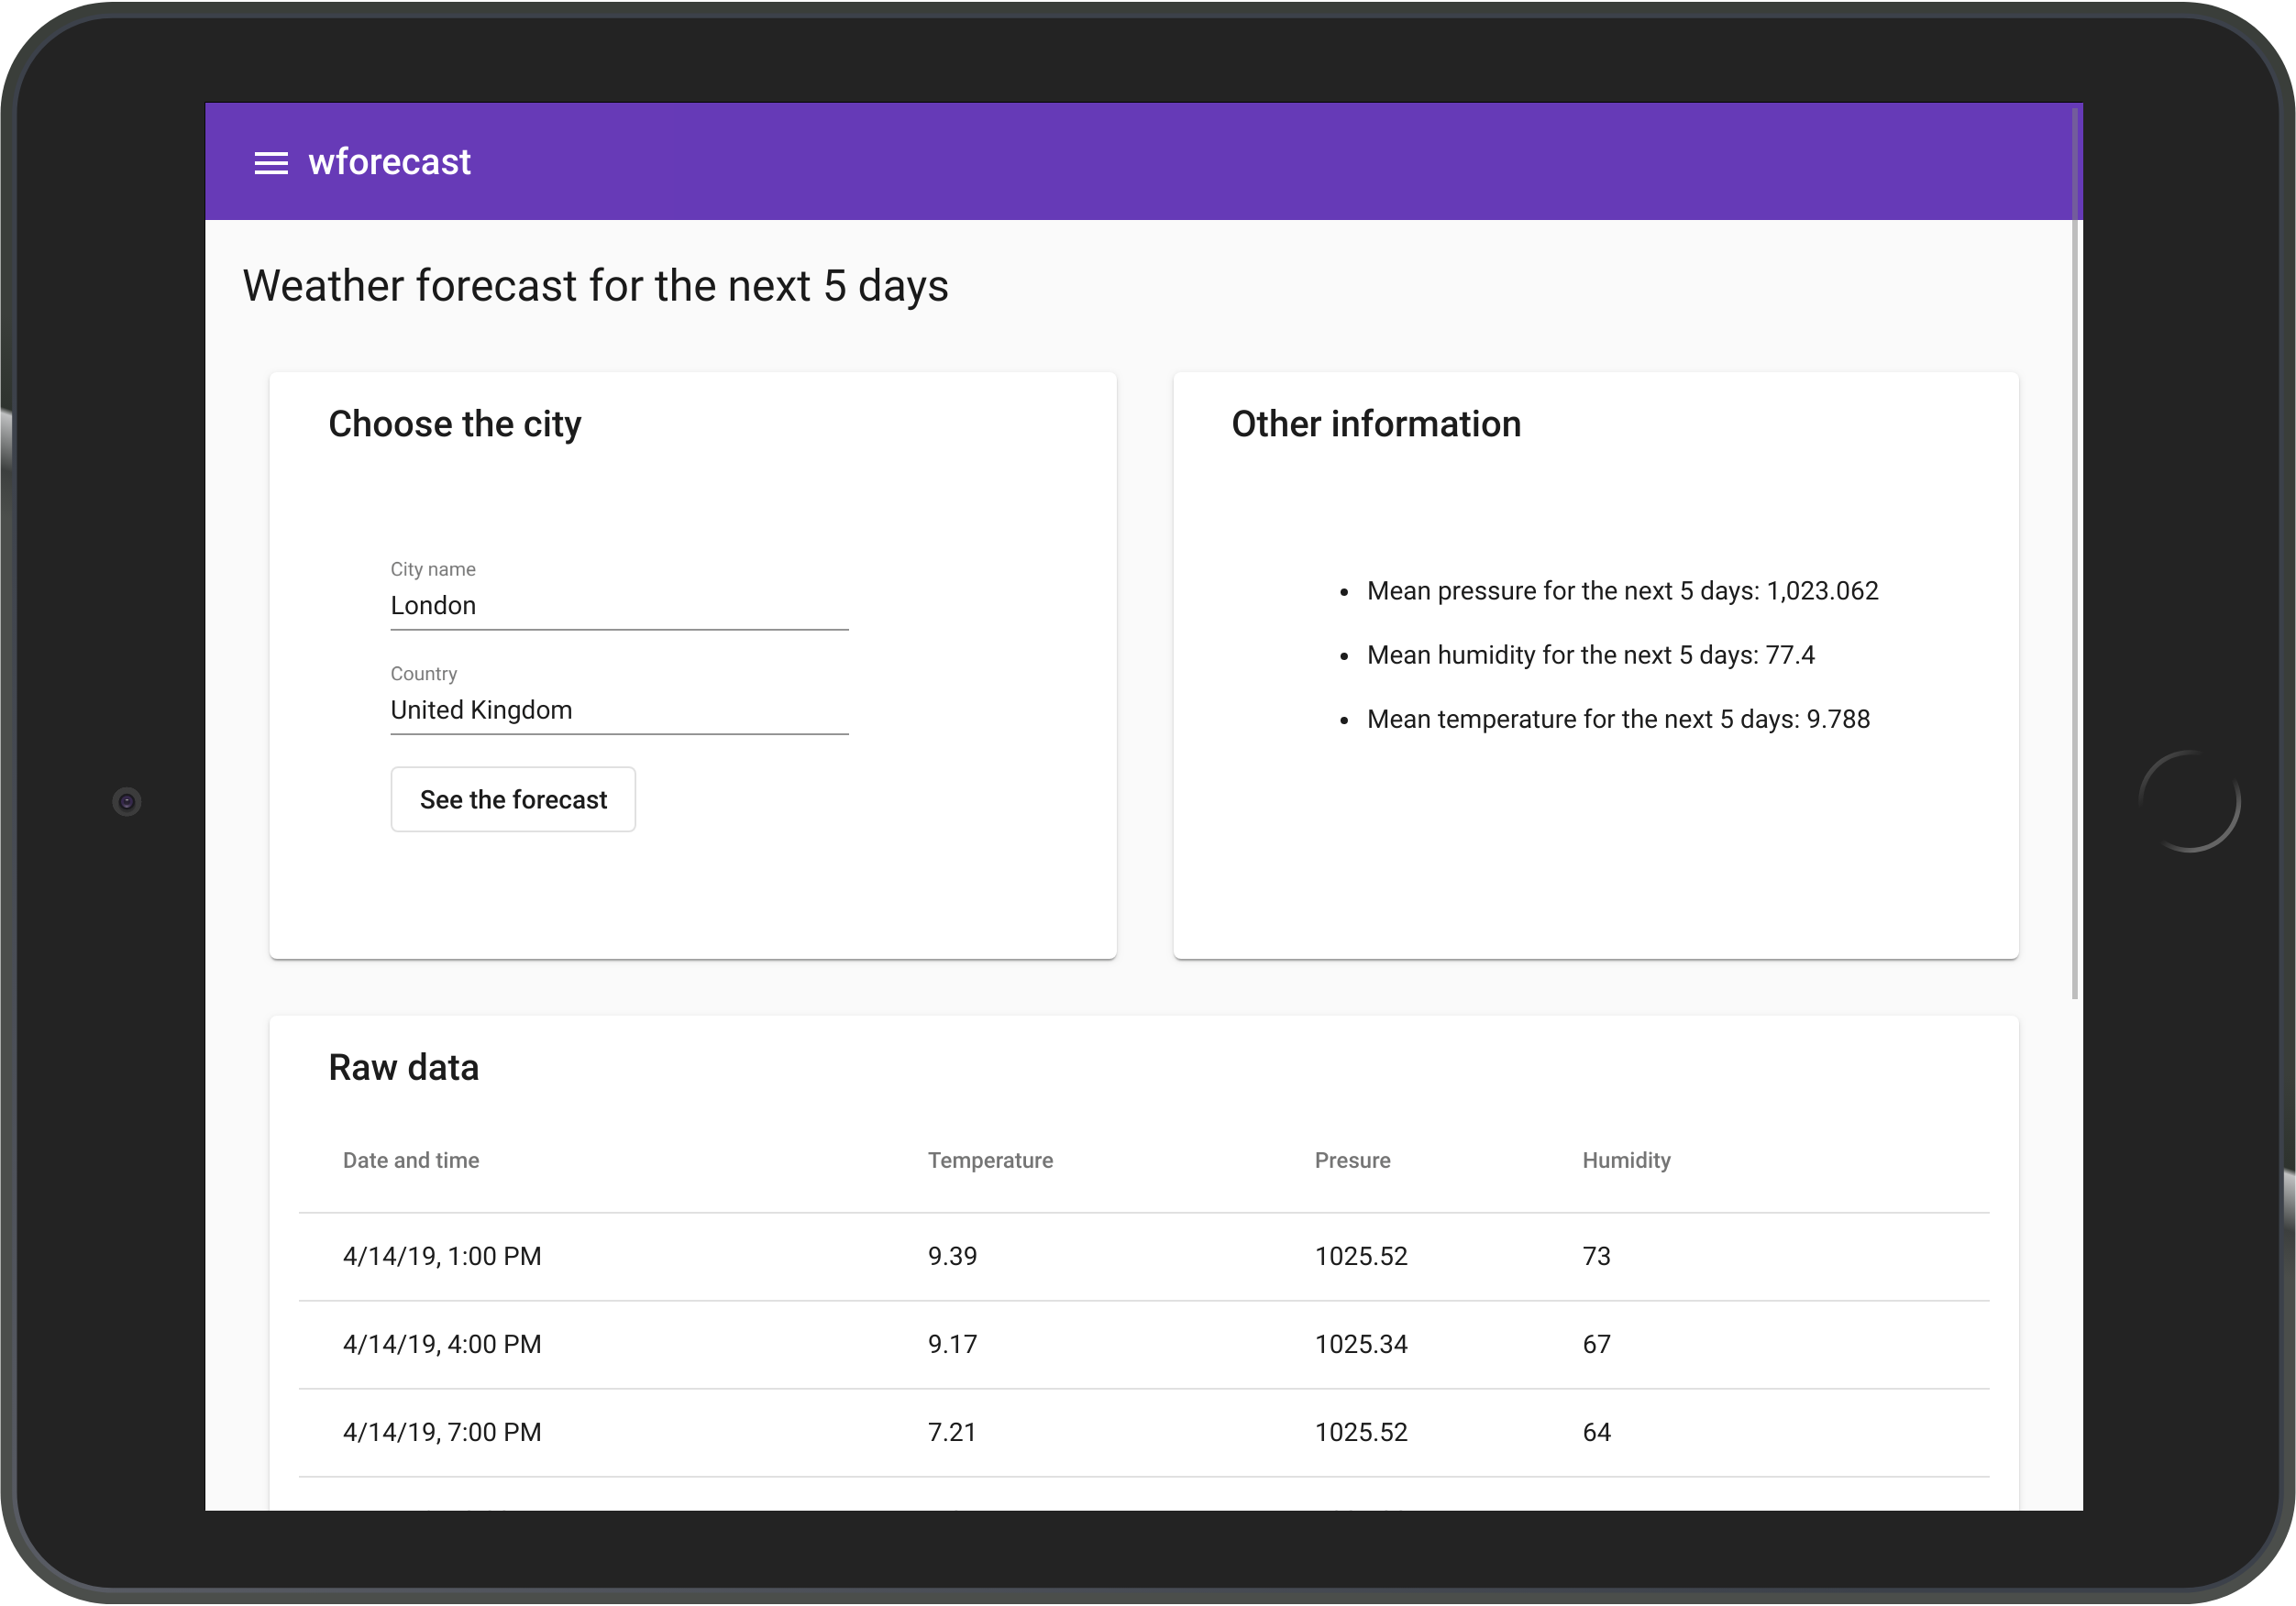 wforecast
Weather forecast for the next 5 days
Choose the city
City name
London
Country
United Kingdom
See the forecast
Other information
• Mean pressure for the next 5 days: 1,023.062
• Mean humidity for the next 5 days: 77.4
• Mean temperature for the next 5 days: 9.788
Raw data
Date and time Temperature Presure Humidity
4/14/19, 1:00 PM 9.39 1025.52 73
4/14/19, 4:00 PM 9.17 1025.34 67
4/14/19, 7:00 PM 7.21 1025.52 64